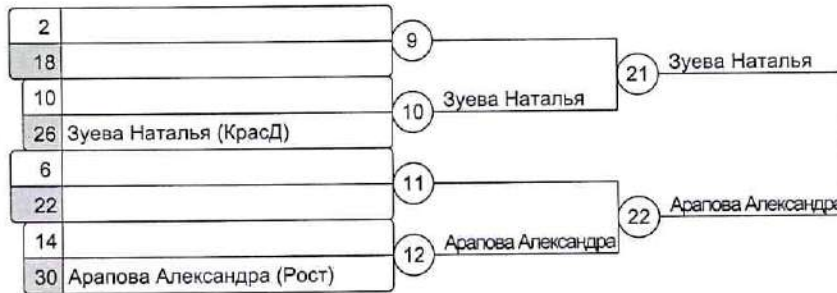 2
9
18
21 Зуева Наталья
10
10 Зуева Наталья
26 Зуева Наталья (КрасД)
6
11
22
22 Арапова Александра
14
12 Арапова Александра
30 Арапова Александра (Рост)